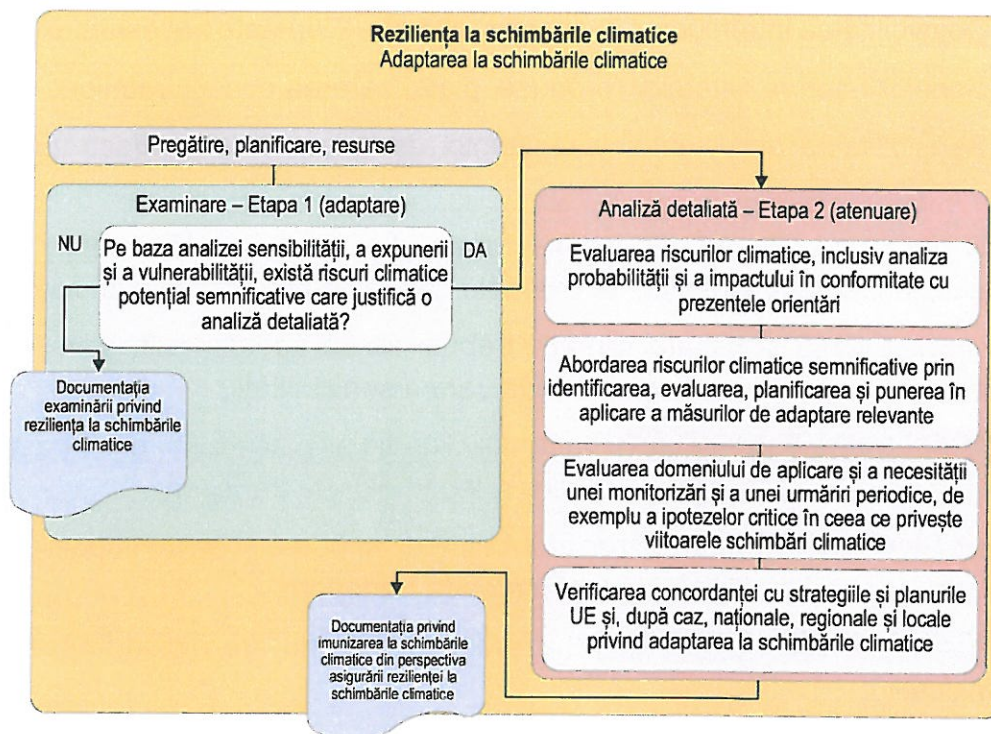 Reziliența la schimbările climatice
Adaptarea la schimbările climatice
Pregătire, planificare, resurse
Examinare – Etapa 1 (adaptare)
NU
Pe baza analizei sensibilității, a expunerii
și a vulnerabilității, există riscuri climatice
potențial semnificative care justifică o
analiză detaliată?
DA
Documentația
examinării privind
reziliența la schimbările
climatice
Analiză detaliată – Etapa 2 (atenuare)
Evaluarea riscurilor climatice, inclusiv analiza
probabilității și a impactului în conformitate cu
prezentele orientări
Abordarea riscurilor climatice semnificative prin
identificarea, evaluarea, planificarea și punerea în
aplicare a măsurilor de adaptare relevante
Evaluarea domeniului de aplicare și a necesității
unei monitorizări și a unei urmăriri periodice, de
exemplu a ipotezelor critice în ceea ce privește
viitoarele schimbări climatice
Verificarea concordanței cu strategiile și planurile
UE și, după caz, naționale, regionale și locale
privind adaptarea la schimbările climatice
Documentația privind
imunizarea la schimbările
climatice din perspectiva
asigurării rezilienței la
schimbările climatice